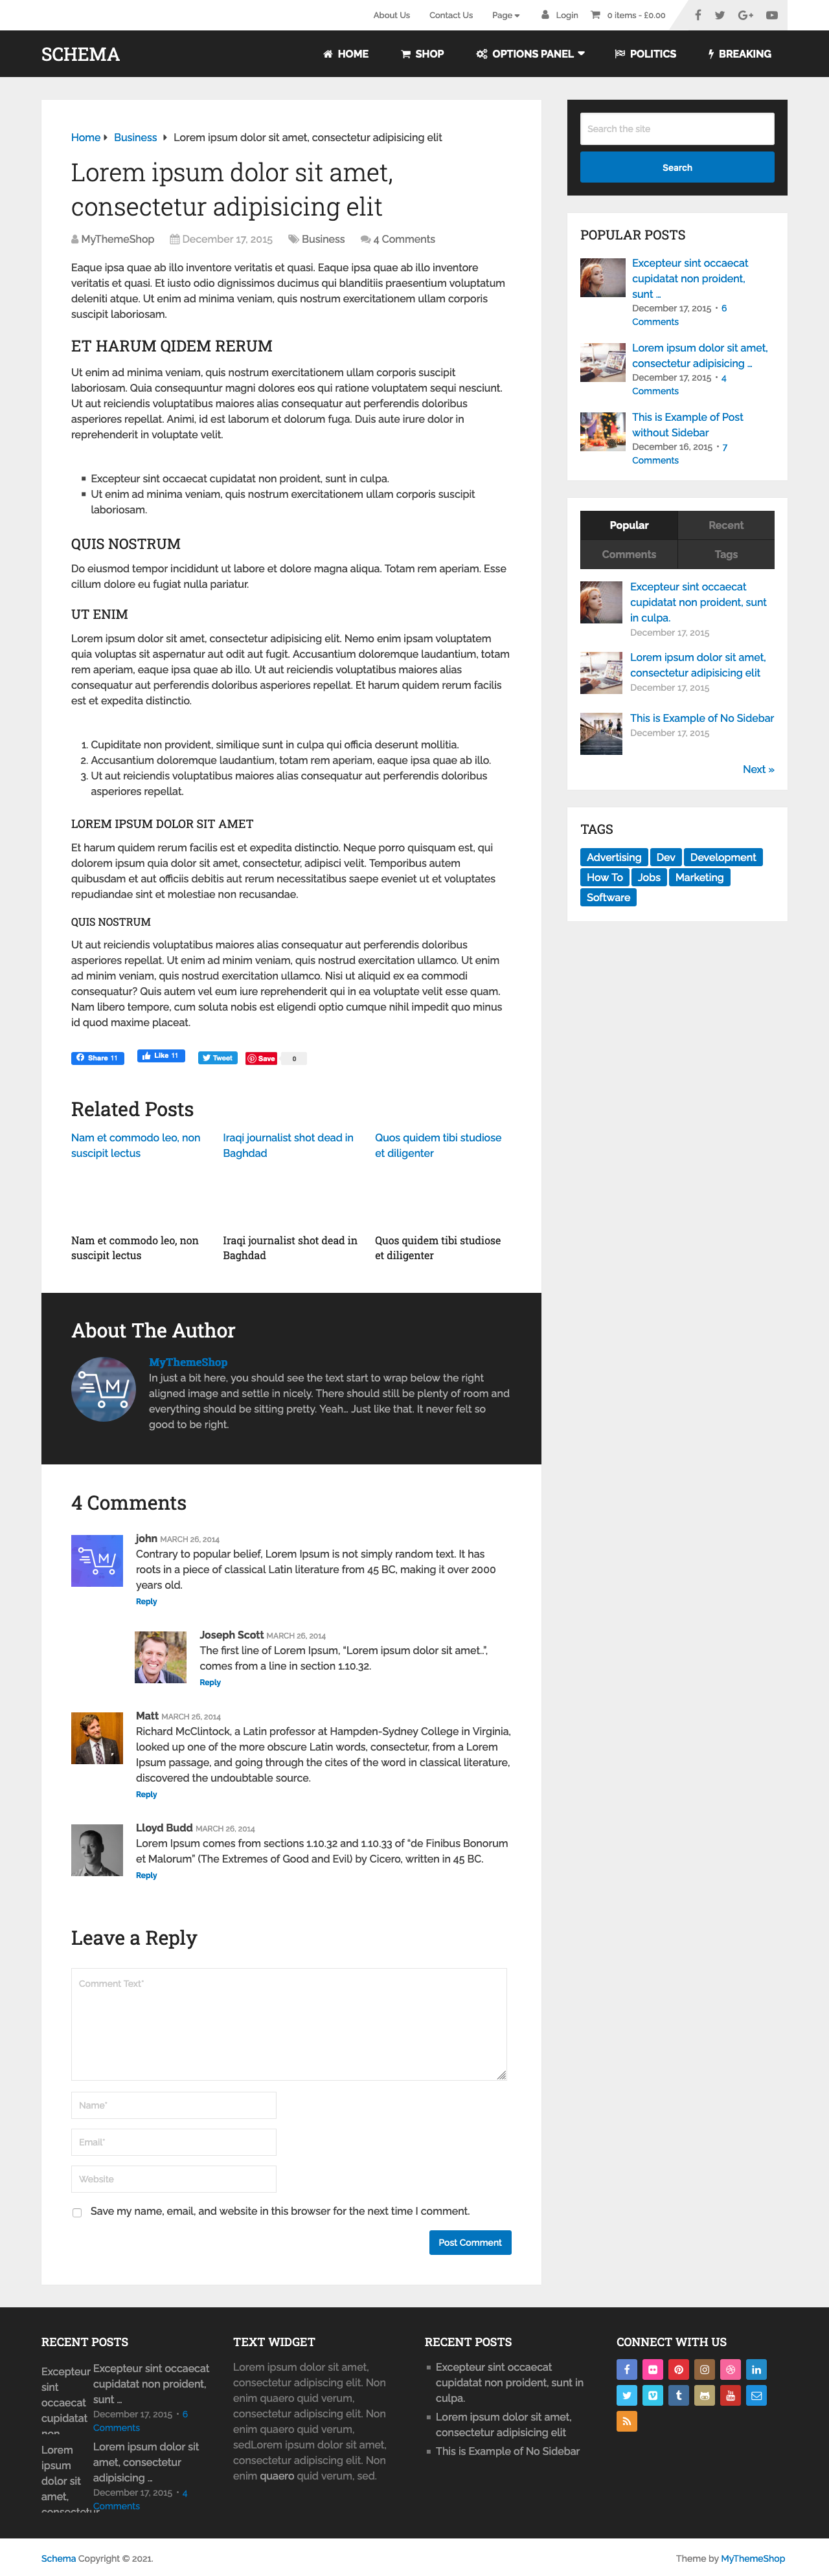 About Us Contact Us Page Login 0 items - £0.00
SCHEMA HOME SHOP OPTIONS PANEL POLITICS BREAKING
Home Business Lorem ipsum dolor sit amet, consectetur adipisicing elit
Lorem ipsum dolor sit amet,
consectetur adipisicing elit
MyThemeShop December 17, 2015 Business 4 Comments
Eaque ipsa quae ab illo inventore veritatis et quasi. Eaque ipsa quae ab illo inventore
veritatis et quasi. Et iusto odio dignissimos ducimus qui blanditiis praesentium voluptatum
deleniti atque. Ut enim ad minima veniam, quis nostrum exercitationem ullam corporis
suscipit laboriosam.
ET HARUM QIDEM RERUM
Ut enim ad minima veniam, quis nostrum exercitationem ullam corporis suscipit
laboriosam. Quia consequuntur magni dolores eos qui ratione voluptatem sequi nesciunt.
Ut aut reiciendis voluptatibus maiores alias consequatur aut perferendis doloribus
asperiores repellat. Animi, id est laborum et dolorum fuga. Duis aute irure dolor in
reprehenderit in voluptate velit.
Excepteur sint occaecat cupidatat non proident, sunt in culpa.
Ut enim ad minima veniam, quis nostrum exercitationem ullam corporis suscipit
laboriosam.
QUIS NOSTRUM
Do eiusmod tempor incididunt ut labore et dolore magna aliqua. Totam rem aperiam. Esse
cillum dolore eu fugiat nulla pariatur.
UT ENIM
Lorem ipsum dolor sit amet, consectetur adipisicing elit. Nemo enim ipsam voluptatem
quia voluptas sit aspernatur aut odit aut fugit. Accusantium doloremque laudantium, totam
rem aperiam, eaque ipsa quae ab illo. Ut aut reiciendis voluptatibus maiores alias
consequatur aut perferendis doloribus asperiores repellat. Et harum quidem rerum facilis
est et expedita distinctio.
1. Cupiditate non provident, similique sunt in culpa qui officia deserunt mollitia.
2. Accusantium doloremque laudantium, totam rem aperiam, eaque ipsa quae ab illo.
3. Ut aut reiciendis voluptatibus maiores alias consequatur aut perferendis doloribus
asperiores repellat.
LOREM IPSUM DOLOR SIT AMET
Et harum quidem rerum facilis est et expedita distinctio. Neque porro quisquam est, qui
dolorem ipsum quia dolor sit amet, consectetur, adipisci velit. Temporibus autem
quibusdam et aut officiis debitis aut rerum necessitatibus saepe eveniet ut et voluptates
repudiandae sint et molestiae non recusandae.
QUIS NOSTRUM
Ut aut reiciendis voluptatibus maiores alias consequatur aut perferendis doloribus
asperiores repellat. Ut enim ad minim veniam, quis nostrud exercitation ullamco. Ut enim
ad minim veniam, quis nostrud exercitation ullamco. Nisi ut aliquid ex ea commodi
consequatur? Quis autem vel eum iure reprehenderit qui in ea voluptate velit esse quam.
Nam libero tempore, cum soluta nobis est eligendi optio cumque nihil impedit quo minus
id quod maxime placeat.
Share 11 Like 11 Tweet Save 0
Related Posts
Nam et commodo leo, non
suscipit lectus
Iraqi journalist shot dead in
Baghdad
Quos quidem tibi studiose
et diligenter
Nam et commodo leo, non
suscipit lectus
Iraqi journalist shot dead in
Baghdad
Quos quidem tibi studiose
et diligenter
About The Author
MyThemeShop
In just a bit here, you should see the text start to wrap below the right
aligned image and settle in nicely. There should still be plenty of room and
everything should be sitting pretty. Yeah... Just like that. It never felt so
good to be right.
4 Comments
john MARCH 26, 2014
Contrary to popular belief, Lorem Ipsum is not simply random text. It has
roots in a piece of classical Latin literature from 45 BC, making it over 2000
years old.
Reply
Joseph Scott MARCH 26, 2014
The first line of Lorem Ipsum, “Lorem ipsum dolor sit amet..”,
comes from a line in section 1.10.32.
Reply
Matt MARCH 26, 2014
Richard McClintock, a Latin professor at Hampden-Sydney College in Virginia,
looked up one of the more obscure Latin words, consectetur, from a Lorem
Ipsum passage, and going through the cites of the word in classical literature,
discovered the undoubtable source.
Reply
Lloyd Budd MARCH 26, 2014
Lorem Ipsum comes from sections 1.10.32 and 1.10.33 of “de Finibus Bonorum
et Malorum” (The Extremes of Good and Evil) by Cicero, written in 45 BC.
Reply
Leave a Reply
Comment Text*
Name*
Email*
Website
Save my name, email, and website in this browser for the next time I comment.
Post Comment
Search the site
Search
POPULAR POSTS
Excepteur sint occaecat
cupidatat non proident,
sunt ...
December 17, 2015 • 6
Comments
Lorem ipsum dolor sit amet,
consectetur adipisicing ...
December 17, 2015 • 4
Comments
This is Example of Post
without Sidebar
December 16, 2015 • 7
Comments
Popular Recent
Comments Tags
Excepteur sint occaecat
cupidatat non proident, sunt
in culpa.
December 17, 2015
Lorem ipsum dolor sit amet,
consectetur adipisicing elit
December 17, 2015
This is Example of No Sidebar
December 17, 2015
Next »
TAGS
Advertising Dev Development
How To Jobs Marketing
Software
RECENT POSTS
Excepteur
sint
occaecat
cupidatat
non
Excepteur sint occaecat
cupidatat non proident,
sunt ...
December 17, 2015 • 6
Comments
Lorem
ipsum
dolor sit
amet,
consectetur
Lorem ipsum dolor sit
amet, consectetur
adipisicing ...
December 17, 2015 • 4
Comments
TEXT WIDGET
Lorem ipsum dolor sit amet,
consectetur adipiscing elit. Non
enim quaero quid verum,
consectetur adipiscing elit. Non
enim quaero quid verum,
sedLorem ipsum dolor sit amet,
consectetur adipiscing elit. Non
enim quaero quid verum, sed.
RECENT POSTS
Excepteur sint occaecat
cupidatat non proident, sunt in
culpa.
Lorem ipsum dolor sit amet,
consectetur adipisicing elit
This is Example of No Sidebar
CONNECT WITH US
Schema Copyright © 2021.
Theme by MyThemeShop